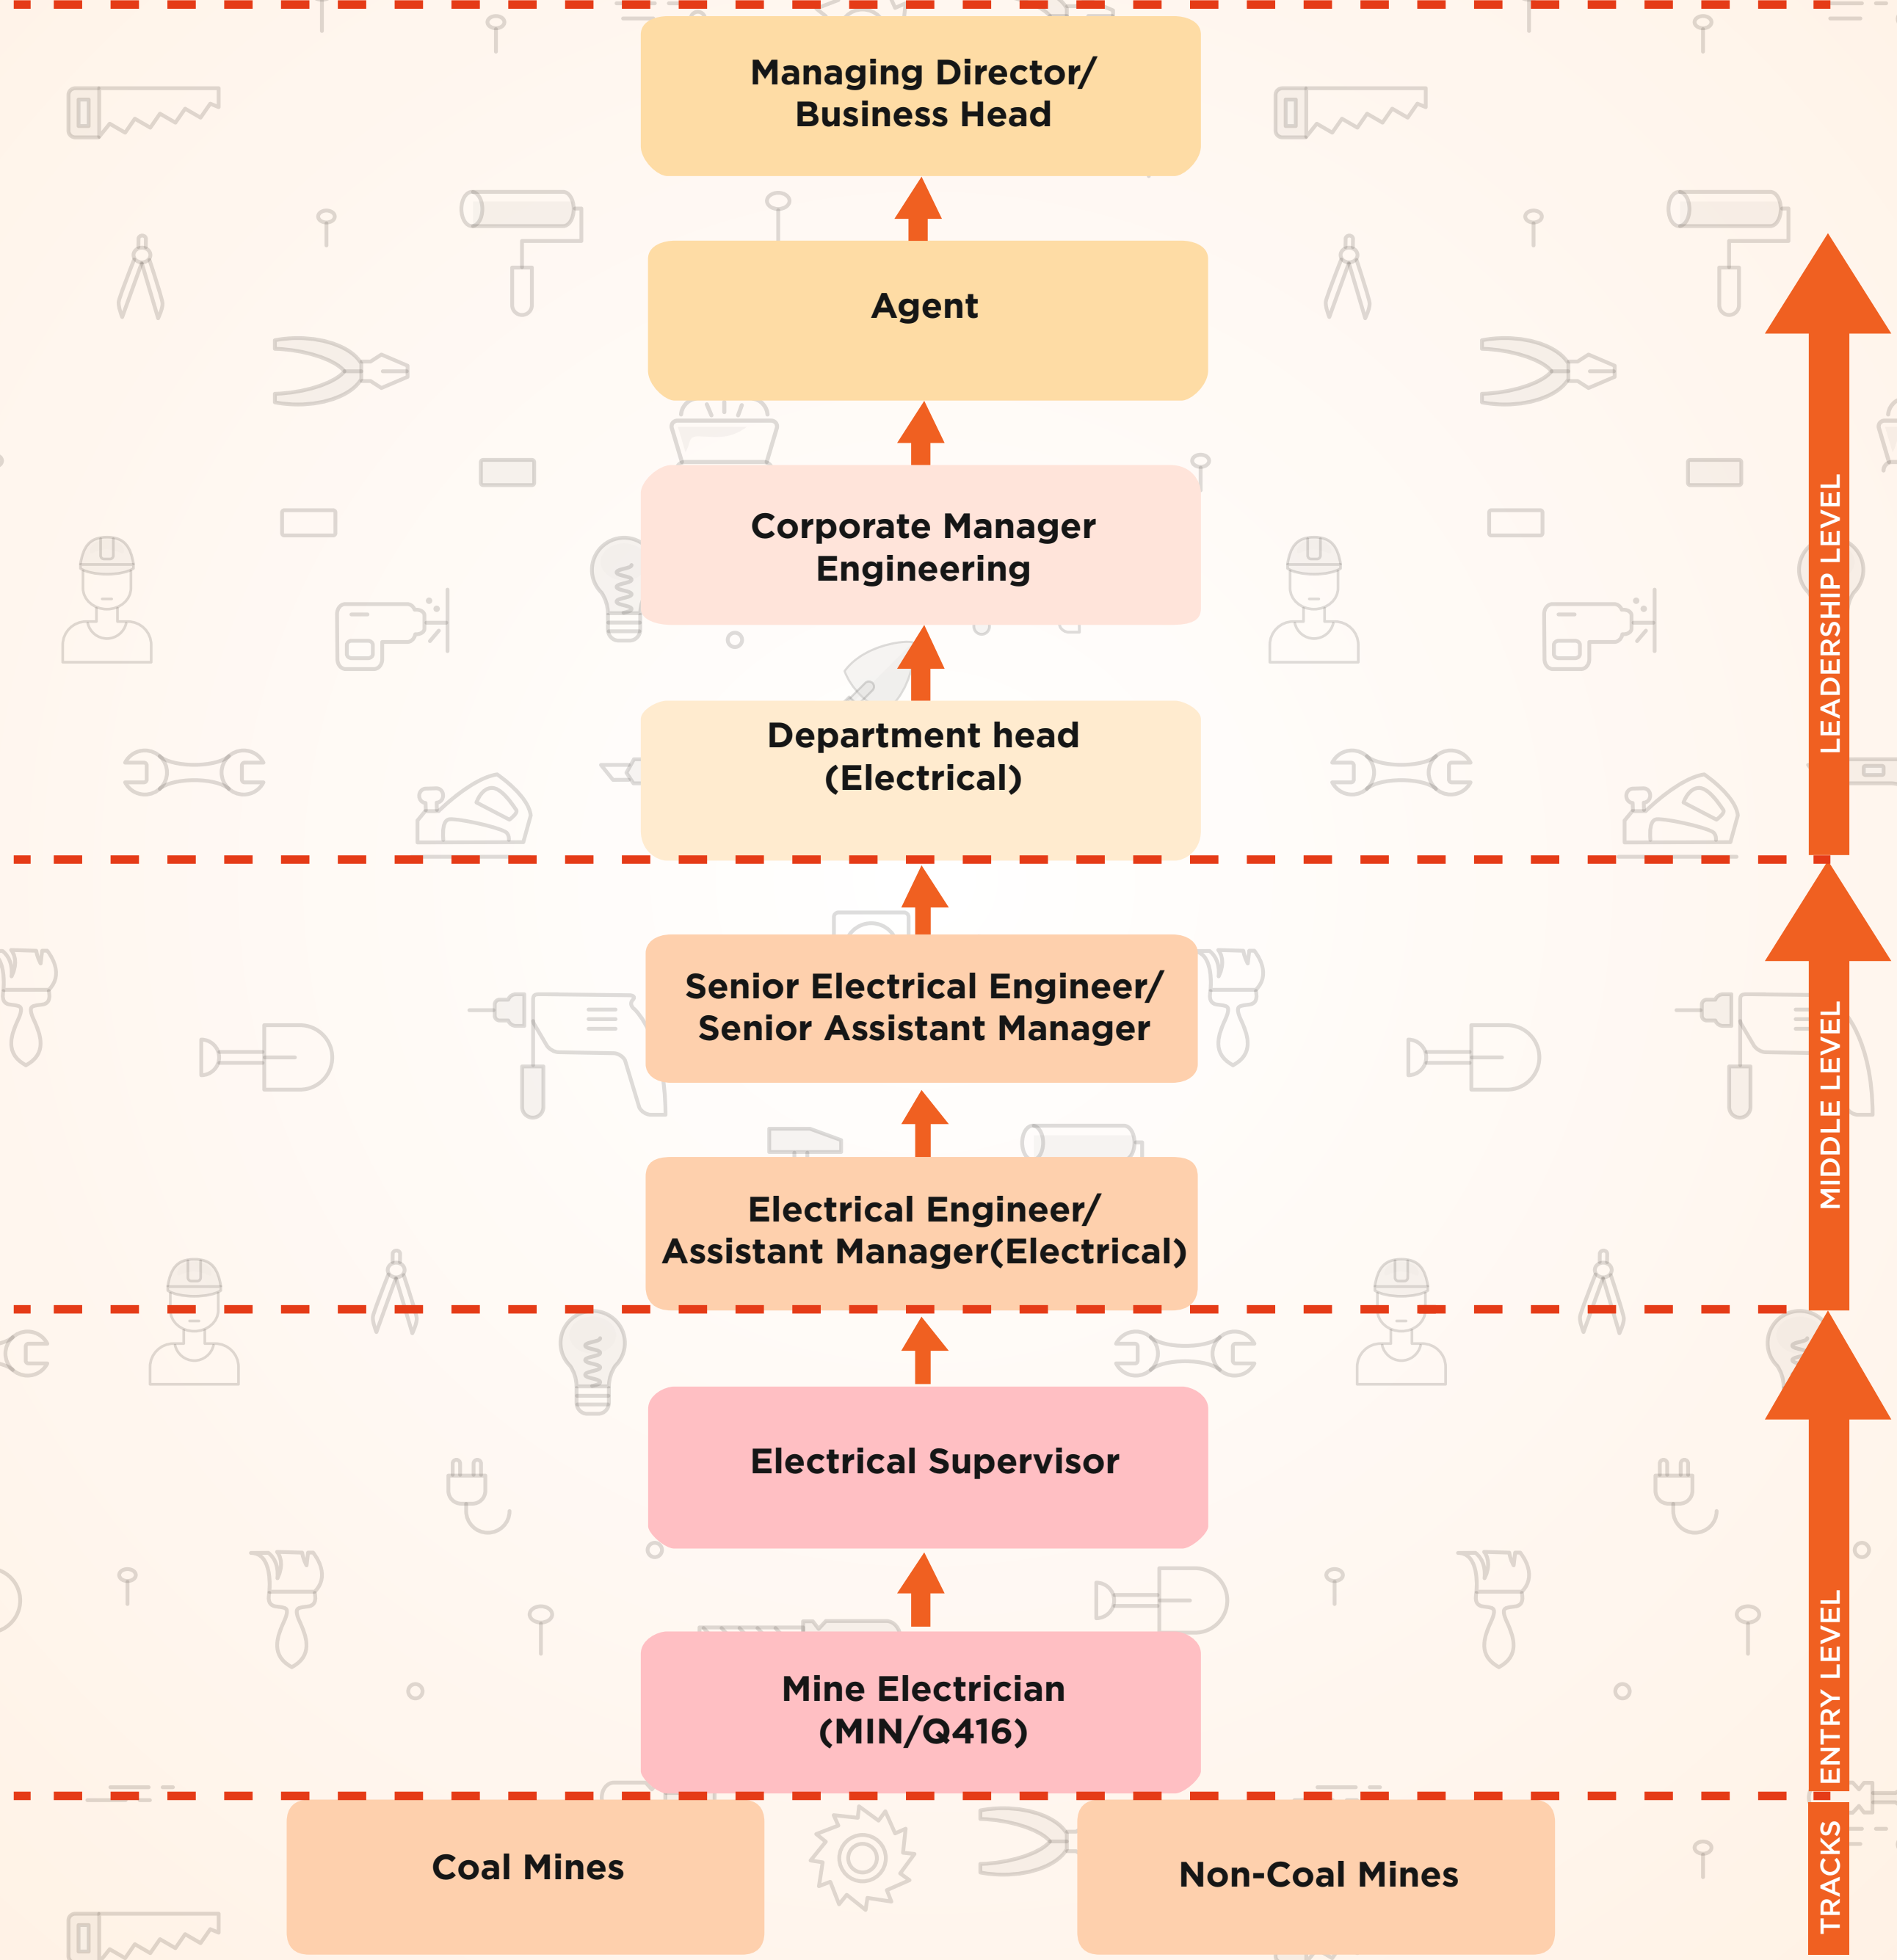 Managing Director/
Business Head
Agent
Corporate Manager
Engineering
Department head
(Electrical)
LEADERSHIP LEVEL
Senior Electrical Engineer/
Senior Assistant Manager
Electrical Engineer/
Assistant Manager(Electrical)
MIDDLE LEVEL
Electrical Supervisor
Mine Electrician
(MIN/Q416)
ENTRY LEVEL
Coal Mines
Non-Coal Mines
TRACKS